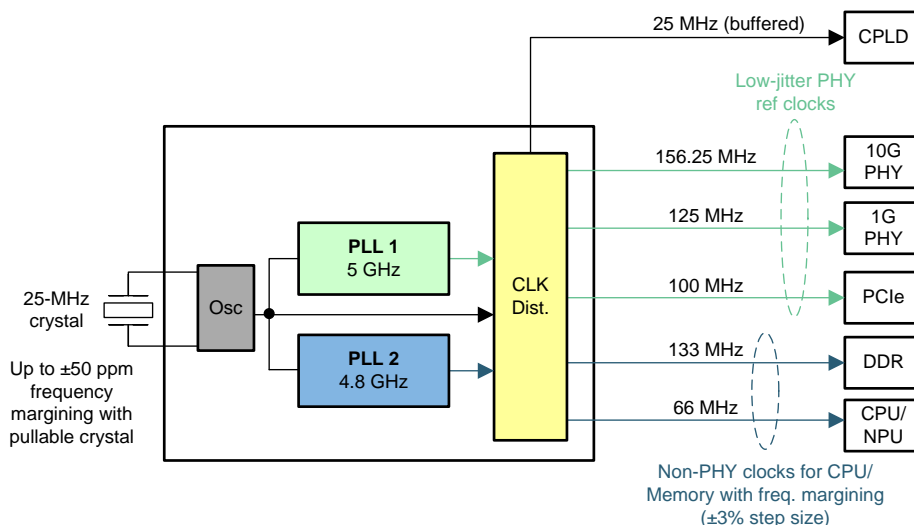 25 MHz (buffered)
CPLD
Low-jitter PHY
ref clocks
156.25 MHz
10G
PHY
125 MHz
1G
PHY
PLL 1
5 GHz
CLK
Dist.
100 MHz
PCIe
25-MHz
crystal
Osc
PLL 2
4.8 GHz
133 MHz
DDR
Up to ±50 ppm
frequency
margining with
pullable crystal
66 MHz
CPU/
NPU
Non-PHY clocks for CPU/
Memory with freq. margining
(±3% step size)